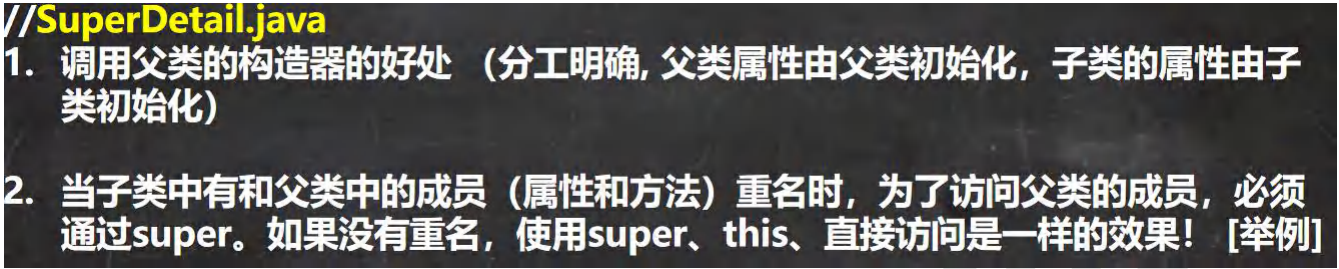 //SuperDetail.java
1. 调用父类的构造器的好处 （分工明确, 父类属性由父类初始化，子类的属性由子
类初始化）
2. 当子类中有和父类中的成员（属性和方法）重名时，为了访问父类的成员，必须
通过super。如果没有重名，使用super、this、直接访问是一样的效果！ [举例]